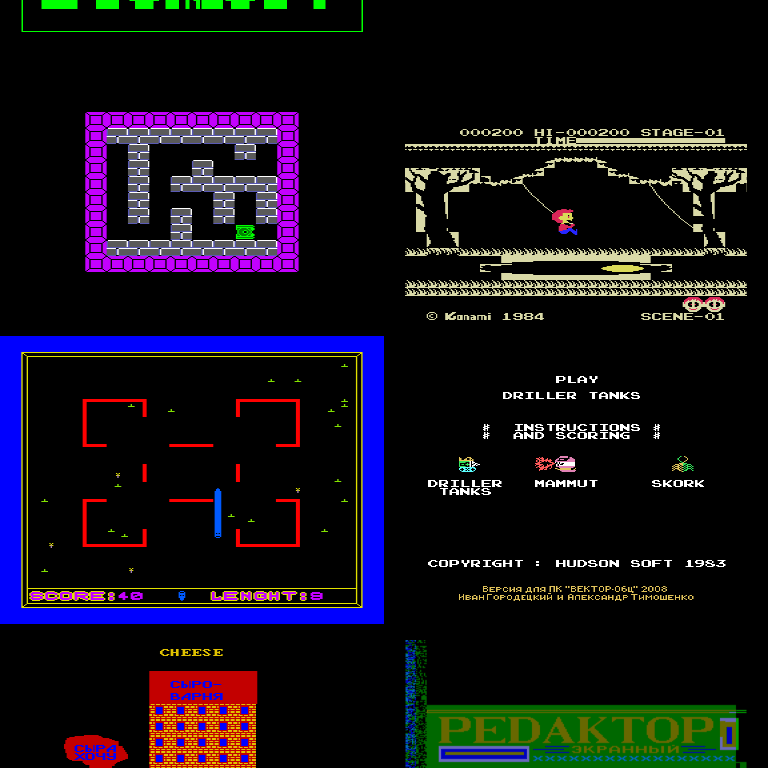 000200 HI-000200 STAGE-01
TIME
© Konami 1984 SCENE-01
SCORE:40 LENGHT:9
PLAY
DRILLER TANKS
# INSTRUCTIONS #
# AND SCORING #
DRILLER TANKS
MAMMUT
SKORK
COPYRIGHT : HUDSON SOFT 1983
Версия для ПК "ВЕКТОР-06ц" 2008
Иван Городецкий и Александр Тимошенко
CHEESE
СЫРО-
ВАРНЯ
СЫРА
ХОЧУ
РЕДАКТОР
ЭКРАННЫЙ